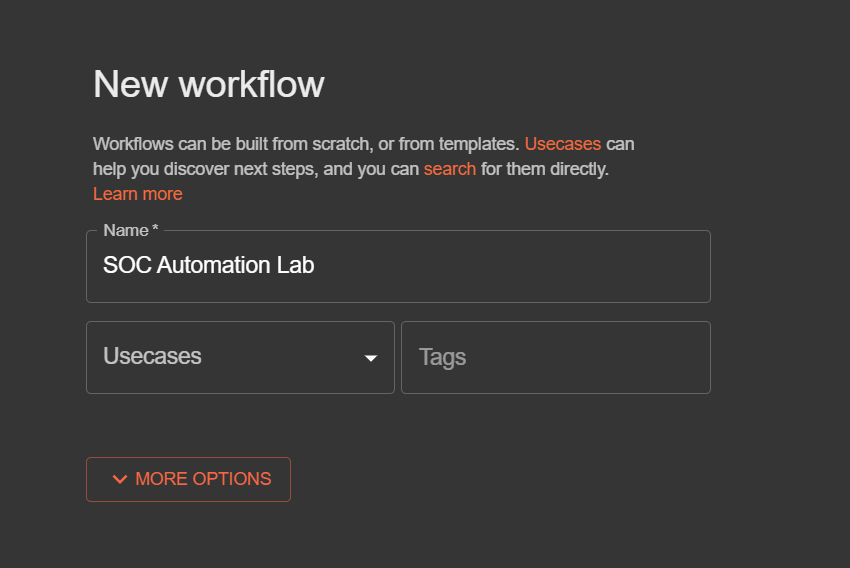 New workflow
Workflows can be built from scratch, or from templates. Usecases can
help you discover next steps, and you can search for them directly.
Learn more
Name *
SOC Automation Lab
Usecases
Tags
MORE OPTIONS